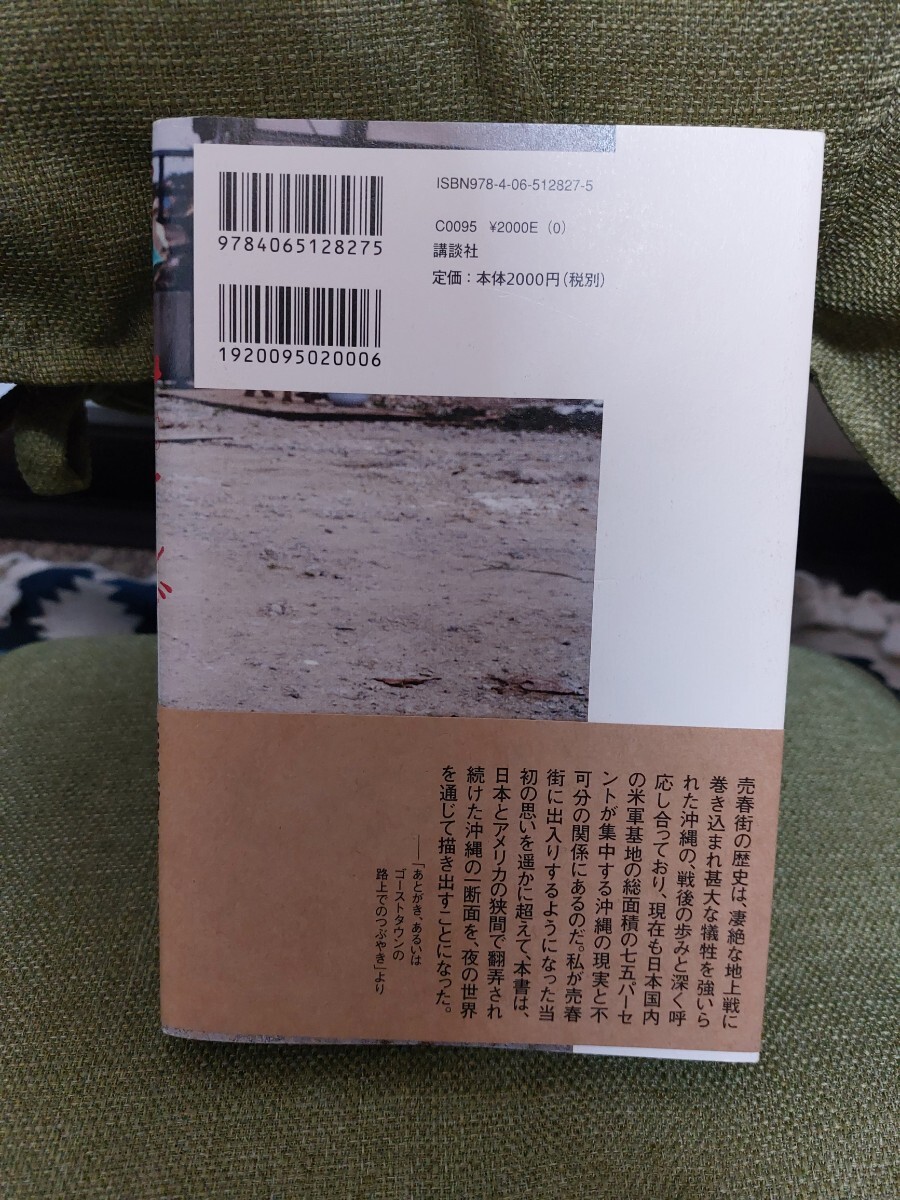 ISBN978-4-06-512827-5
9784065128275
C0095 ¥2000E (0)
講談社
定価：本体2000円（税別）
1920095020006
売春街の歴史は、凄絶な地上戦に
巻き込まれ甚大な犠牲を強いら
れた沖縄の、戦後の歩みと深く呼
応し合っており、現在も日本国内
の米軍基地の総面積の七五パーセ
ントが集中する沖縄の現実と不
可分の関係にあるのだ。私が売春
街に出入りするようになった当
初の思いを遥かに超えて、本書は、
日本とアメリカの狭間で翻弄され
続けた沖縄の一断面を、夜の世界
を通じて描き出すことになった。
――「あとがき、あるいは
ゴーストタウンの
路上でのつぶやき」より